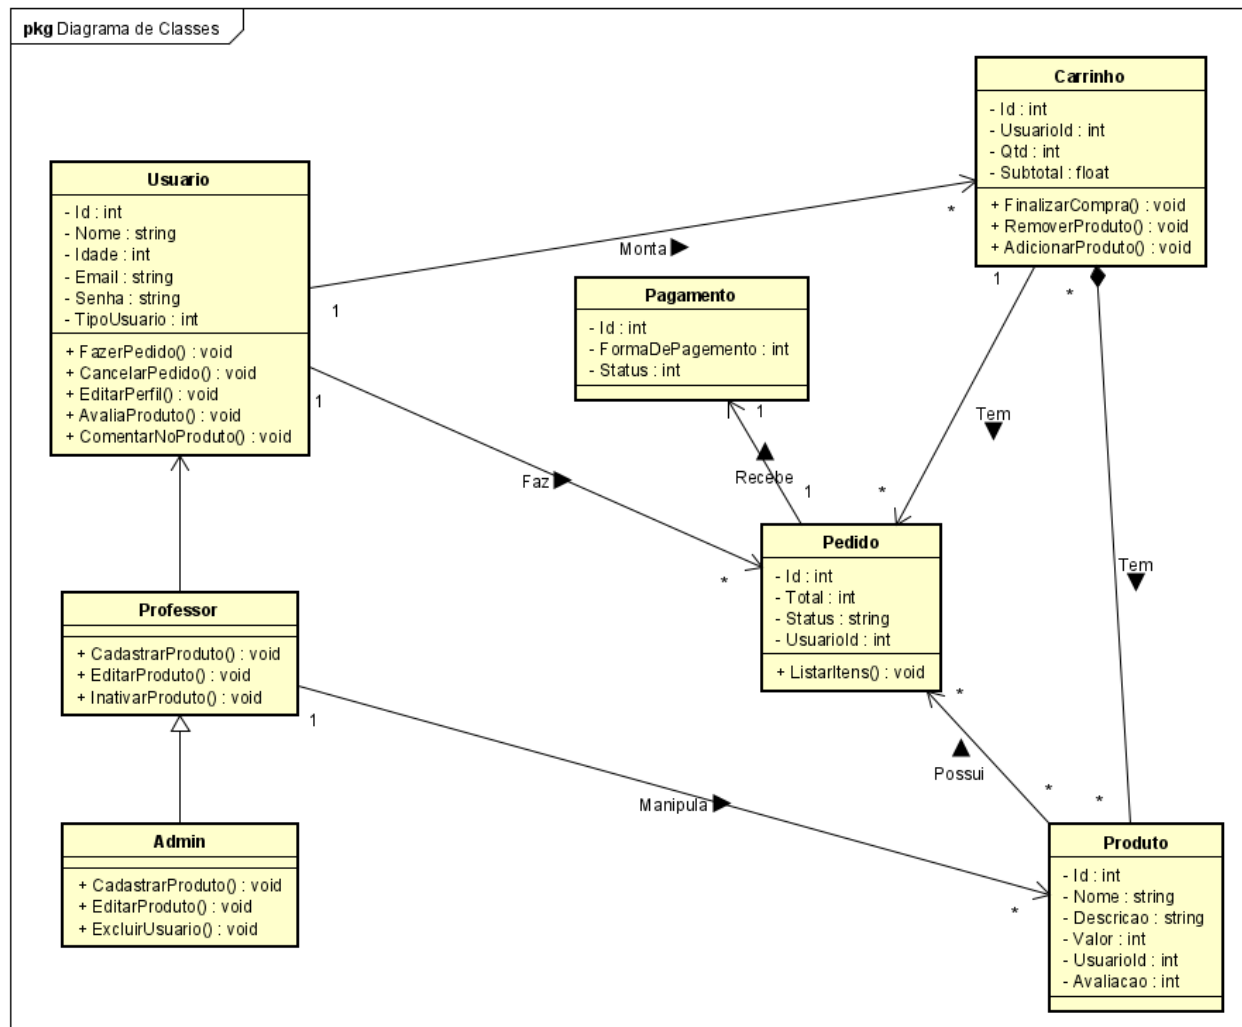 pkg Diagrama de Classes
Carrinho
- Id : int
- UsuarioId : int
- Qtd : int
- Subtotal : float
+ FinalizarCompra() : void
+ RemoverProduto() : void
+ AdicionarProduto() : void
Usuario
- Id : int
- Nome : string
- Idade : int
- Email : string
- Senha : string
- TipoUsuario : int
+ FazerPedido() : void
+ CancelarPedido() : void
+ EditarPerfil() : void
+ AvaliaProduto() : void
+ ComentarNoProduto() : void
Monta
1
*
Pagamento
- Id : int
- FormaDePagemento : int
- Status : int
1
*
1
1
Tem
Recebe
1
*
Faz
*
Tem
Pedido
- Id : int
- Total : int
- Status : string
- UsuarioId : int
+ ListarItens() : void
Professor
+ CadastrarProduto() : void
+ EditarProduto() : void
+ InativarProduto() : void
1
*
Possui
*
*
Manipula
*
Admin
+ CadastrarProduto() : void
+ EditarProduto() : void
+ ExcluirUsuario() : void
Produto
- Id : int
- Nome : string
- Descricao : string
- Valor : int
- UsuarioId : int
- Avaliacao : int